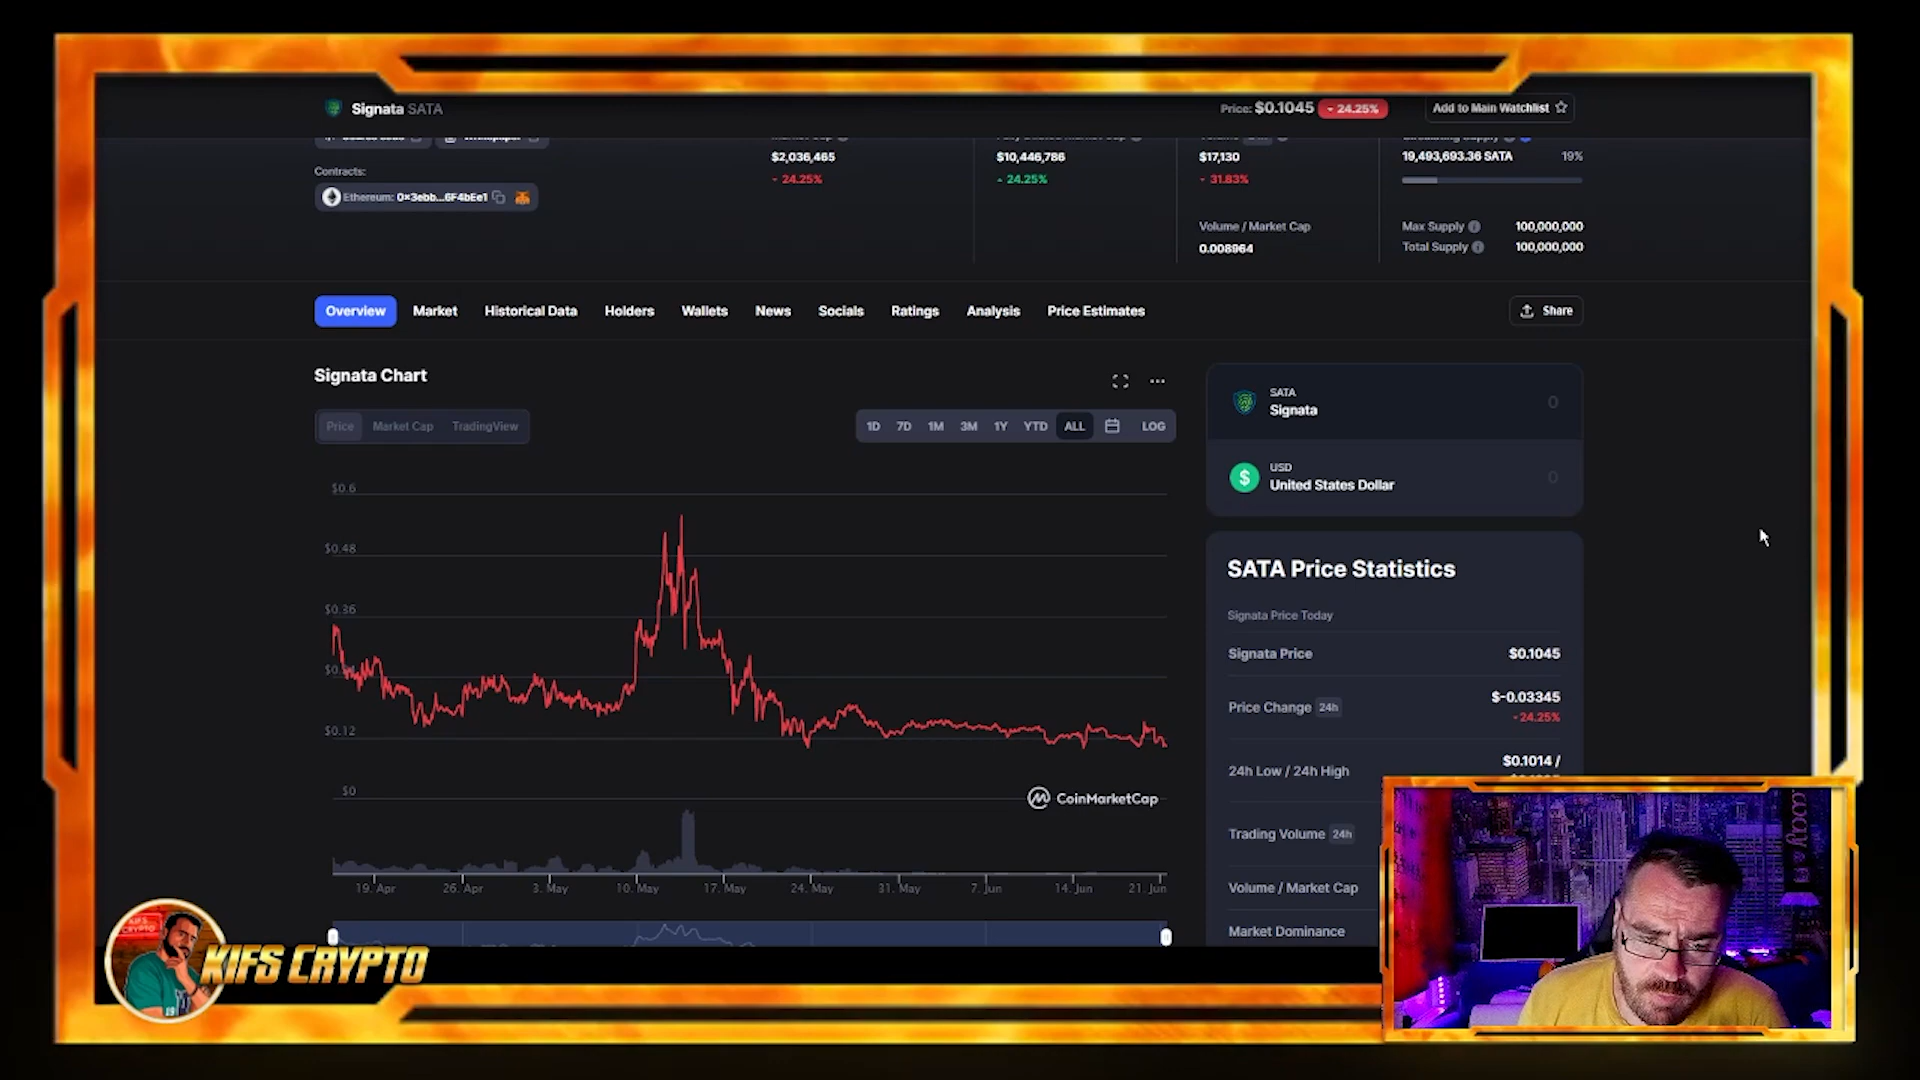 Signata SATA
Price: $0.1045 24.25%
Add to Main Watchlist
Contracts:
Ethereum: 0x3ebb...6F4bEe1
$2,036,465
24.25%
$10,446,786
24.25%
$17,130
31.83%
Volume / Market Cap
0.008964
19,493,693.36 SATA 19%
Max Supply 100,000,000
Total Supply 100,000,000
Overview Market Historical Data Holders Wallets News Socials Ratings Analysis Price Estimates
Share
Signata Chart
Price Market Cap TradingView
1D 7D 1M 3M 1Y YTD ALL LOG
$0.6
$0.48
$0.36
$0.12
$0
CoinMarketCap
19. Apr 26. Apr 3. May 10. May 17. May 24. May 31. May 7. Jun 14. Jun 21. Jun
SATA
Signata
0
USD
United States Dollar
0
SATA Price Statistics
Signata Price Today
Signata Price $0.1045
Price Change 24h $-0.03345
-24.25%
24h Low / 24h High $0.1014 /
Trading Volume 24h
Volume / Market Cap
Market Dominance
KIFS CRYPTO